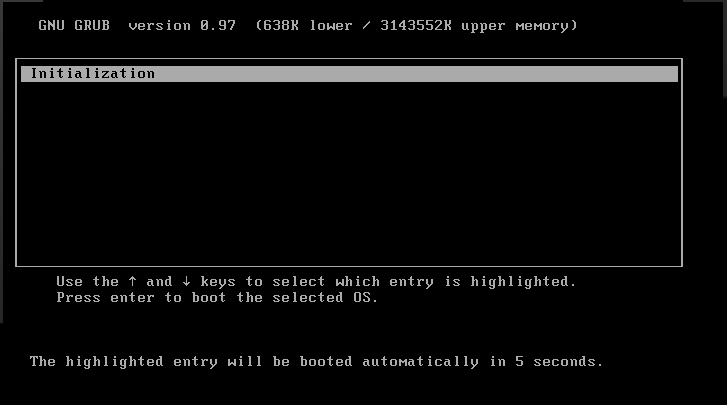 GNU GRUB  version 0.97  (638K lower / 3143552K upper memory)
Initialization
Use the ↑ and ↓ keys to select which entry is highlighted.
Press enter to boot the selected OS.
The highlighted entry will be booted automatically in 5 seconds.